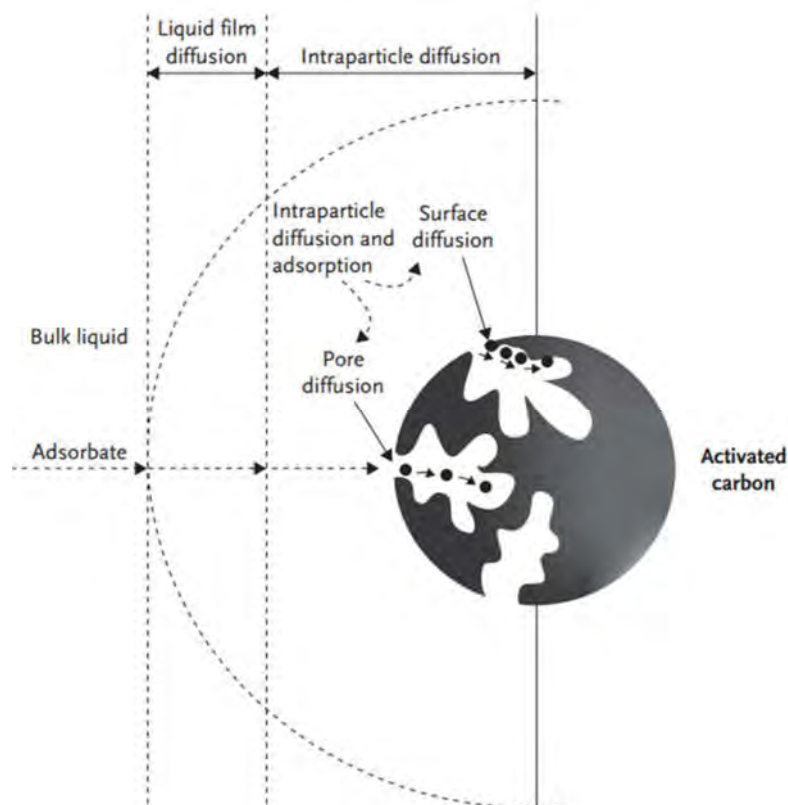 Liquid film
diffusion
Intraparticle diffusion
Intraparticle
diffusion and
adsorption
Surface
diffusion
Bulk liquid
Pore
diffusion
Adsorbate
Activated
carbon